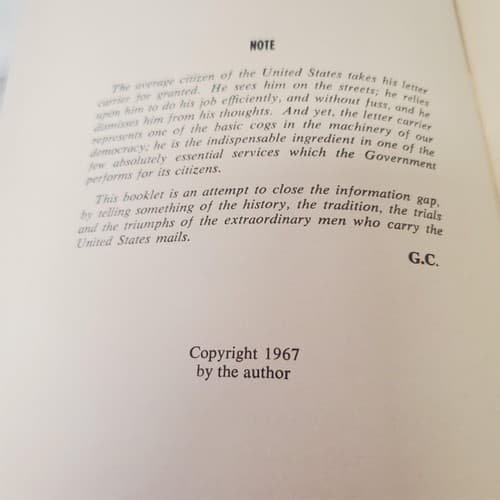 NOTE
The average citizen of the United States takes his letter
carrier for granted. He sees him on the streets; he relies
upon him to do his job efficiently, and without fuss, and he
dismisses him from his thoughts. And yet, the letter carrier
represents one of the basic cogs in the machinery of our
democracy; he is the indispensable ingredient in one of the
few absolutely essential services which the Government
performs for its citizens.
This booklet is an attempt to close the information gap,
by telling something of the history, the tradition, the trials
and the triumphs of the extraordinary men who carry the
United States mails.
G.C.
Copyright 1967
by the author